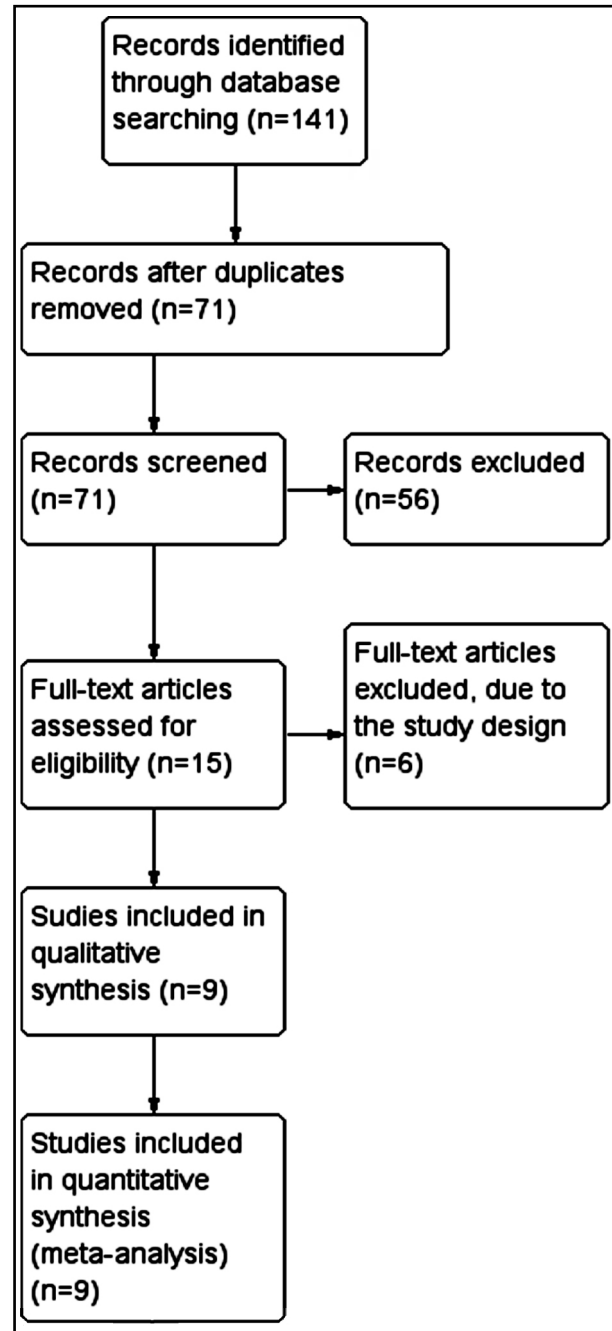 Records identified
through database
searching (n=141)
Records after duplicates
removed (n=71)
Records screened
(n=71)
Records excluded
(n=56)
Full-text articles
assessed for
eligibility (n=15)
Full-text articles
excluded, due to
the study design
(n=6)
Sudies included in
qualitative
synthesis (n=9)
Studies included
in quantitative
synthesis
(meta-analysis)
(n=9)